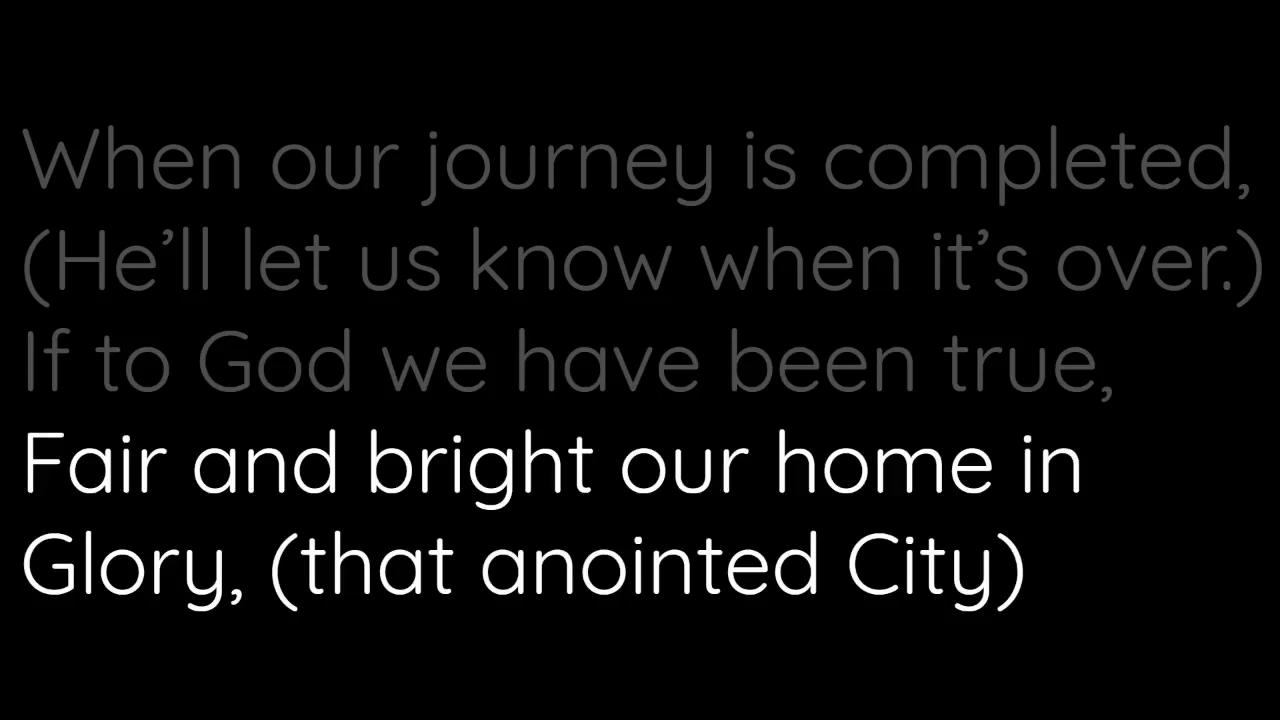 When our journey is completed,
(He’ll let us know when it’s over.)
If to God we have been true,
Fair and bright our home in
Glory, (that anointed City)